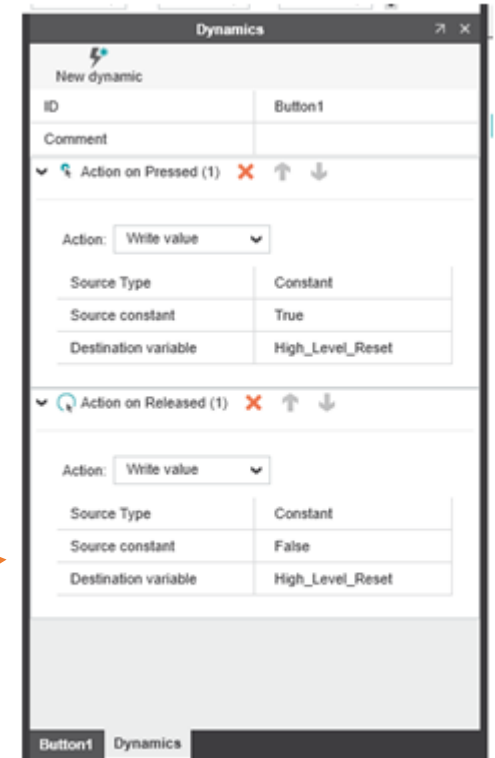 Dynamics
New dynamic
ID Button1
Comment
Action on Pressed (1)
Action: Write value
Source Type Constant
Source constant True
Destination variable High_Level_Reset
Action on Released (1)
Action: Write value
Source Type Constant
Source constant False
Destination variable High_Level_Reset
Button1 Dynamics